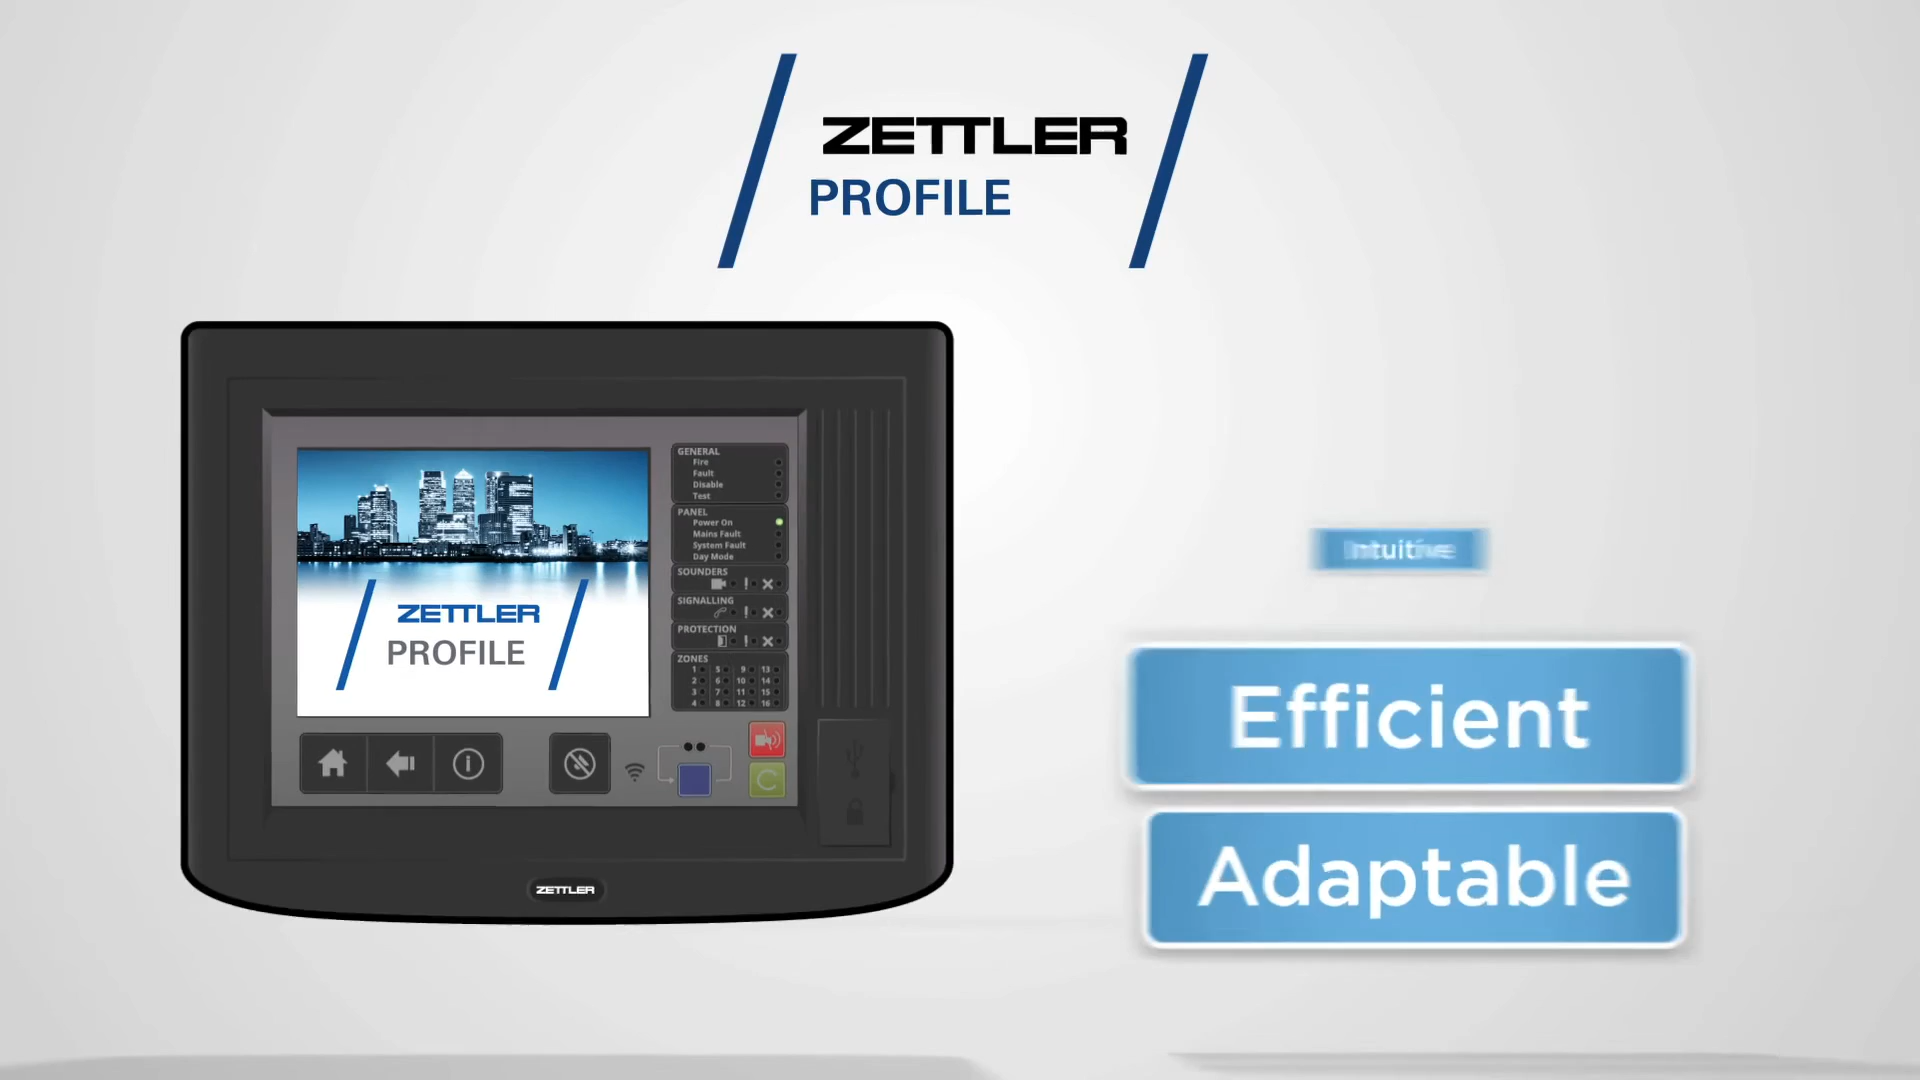 ZETTLER
PROFILE
ZETTLER
PROFILE
GENERAL
Fire
Fault
Disable
Test
PANEL
Power On
Mains Fault
System Fault
Day Mode
SOUNDERS
SIGNALLING
PROTECTION
ZONES
1 5 9 13
2 6 10 14
3 7 11 15
4 8 12 16
ZETTLER
Intuitive
Efficient
Adaptable